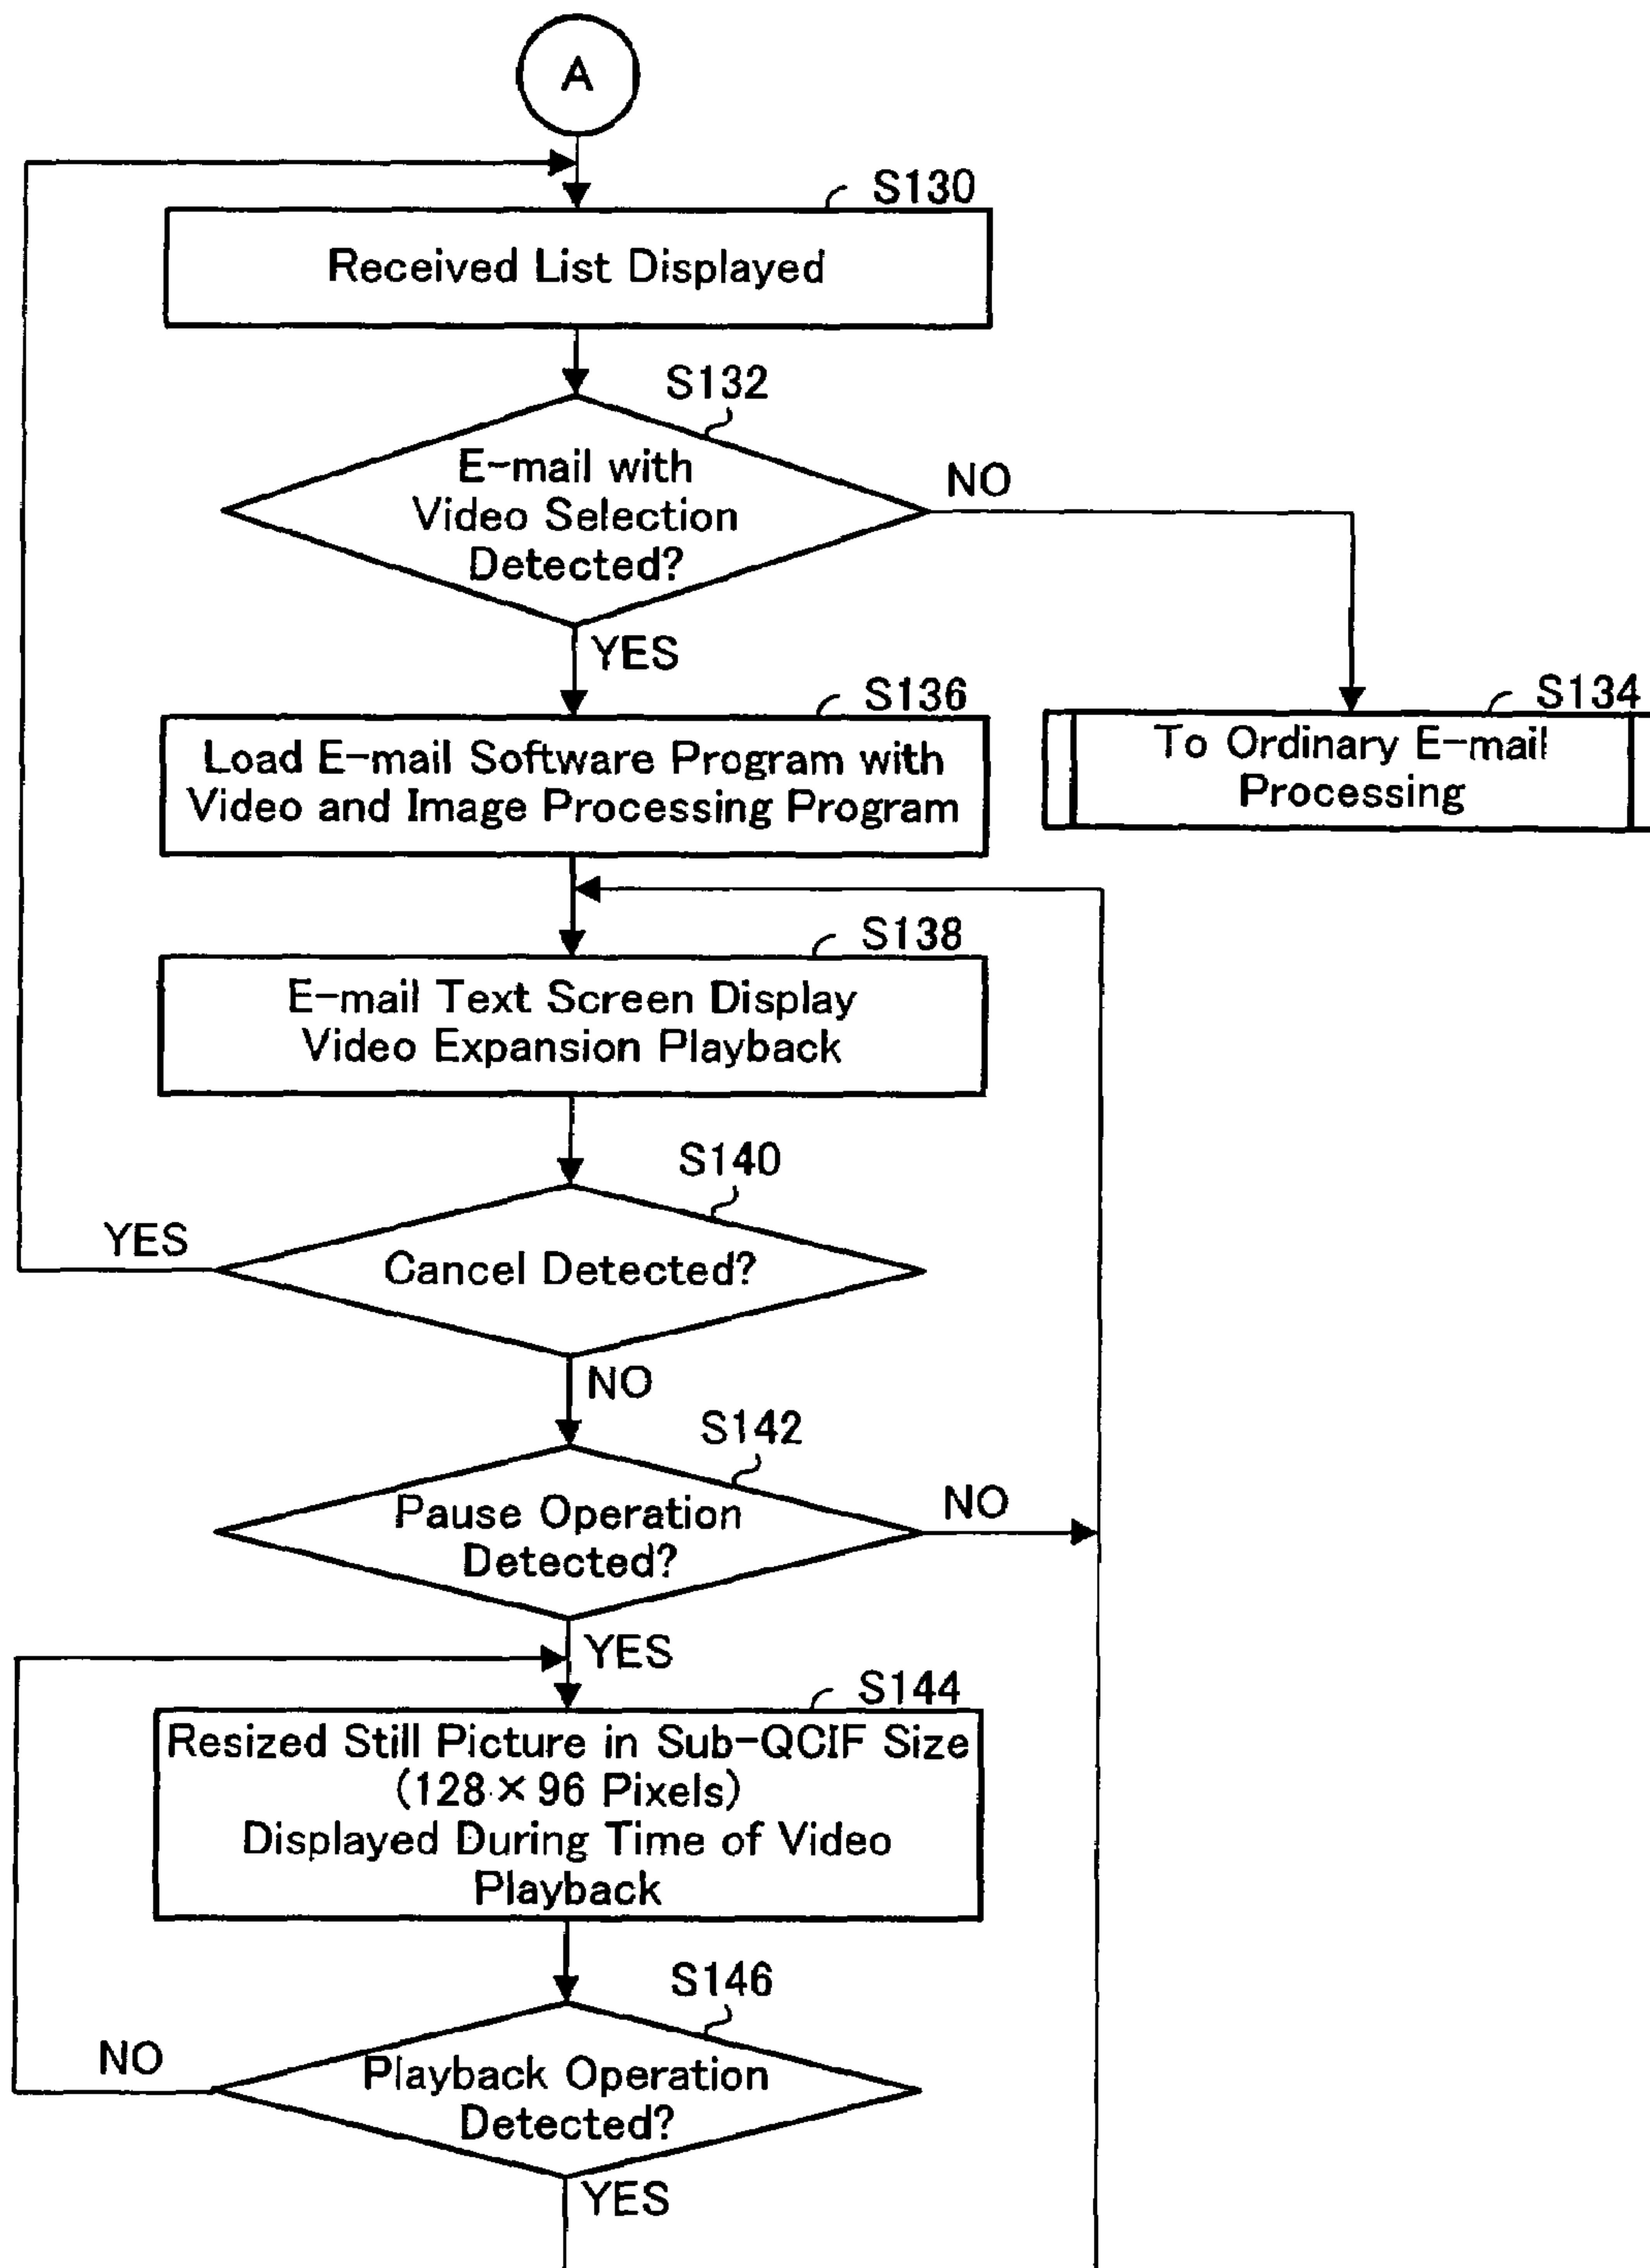 A
S130
Received List Displayed
S132
E-mail with
Video Selection
Detected?
NO
YES
S136
Load E-mail Software Program with
Video and Image Processing Program
S134
To Ordinary E-mail
Processing
S138
E-mail Text Screen Display
Video Expansion Playback
S140
YES
Cancel Detected?
NO
S142
Pause Operation
Detected?
NO
YES
S144
Resized Still Picture in Sub-QCIF Size
(128 × 96 Pixels)
Displayed During Time of Video
Playback
S146
NO
Playback Operation
Detected?
YES